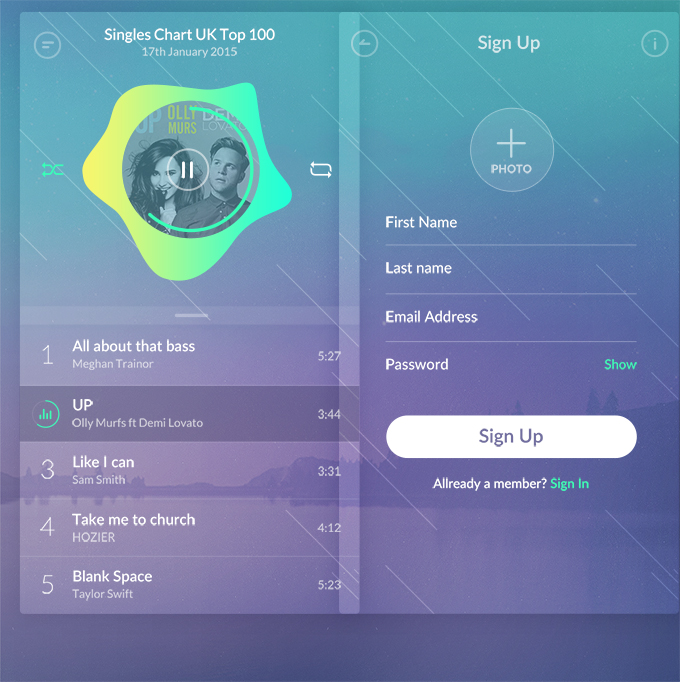 Singles Chart UK Top 100
17th January 2015
UP
OLLY
MURS
DEMI
LOVATO
1
All about that bass
Meghan Trainor
5:27
UP
Olly Murfs ft Demi Lovato
3:44
3
Like I can
Sam Smith
3:31
4
Take me to church
HOZIER
4:12
5
Blank Space
Taylor Swift
5:23
Sign Up
i
PHOTO
First Name
Last name
Email Address
Password
Show
Sign Up
Allready a member? Sign In